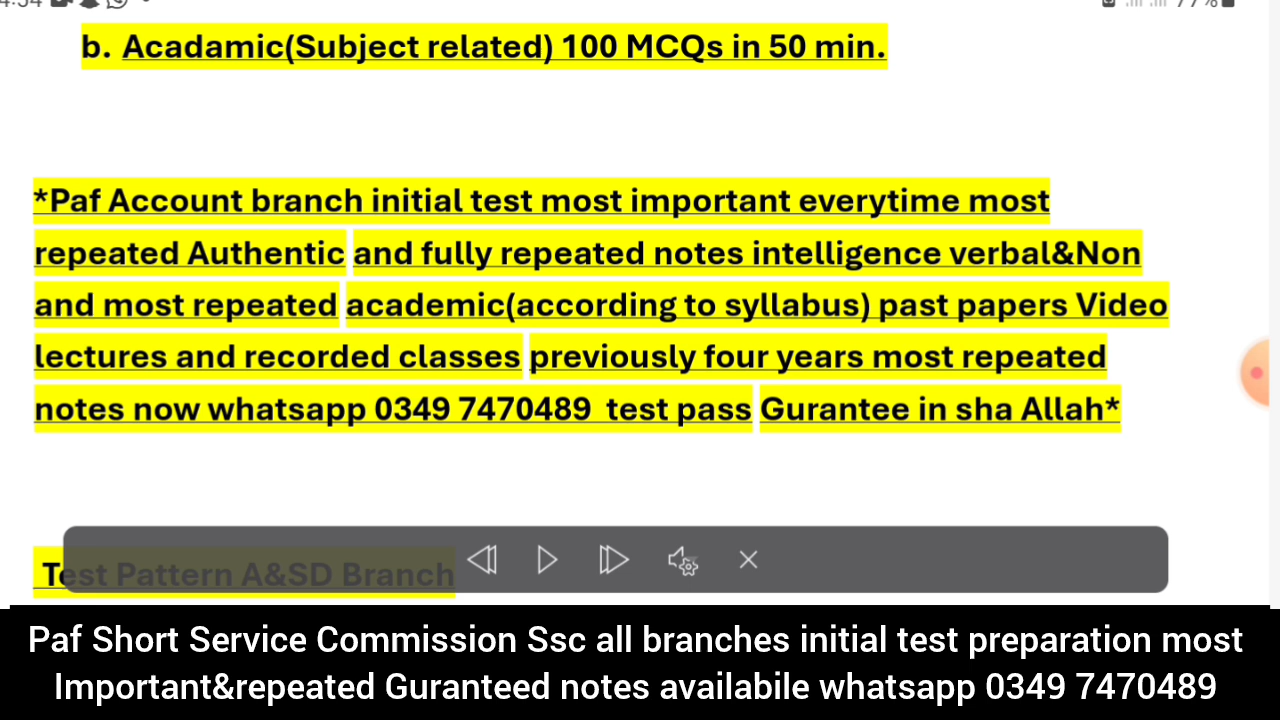 b. Acadamic(Subject related) 100 MCQs in 50 min.
*Paf Account branch initial test most important everytime most
repeated Authentic and fully repeated notes intelligence verbal&Non
and most repeated academic(according to syllabus) past papers Video
lectures and recorded classes previously four years most repeated
notes now whatsapp 0349 7470489 test pass Gurantee in sha Allah*
Test Pattern A&SD Branch
Paf Short Service Commission Ssc all branches initial test preparation most
Important&repeated Guranteed notes availabile whatsapp 0349 7470489